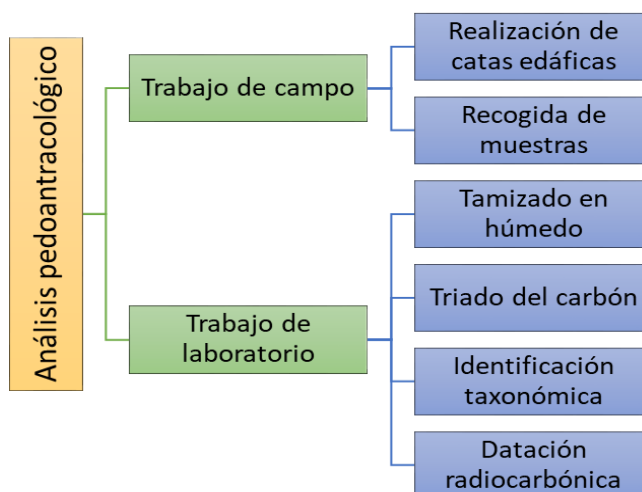 Análisis pedoantracológico
Trabajo de campo
Realización de
catas edáficas
Recogida de
muestras
Trabajo de
laboratorio
Tamizado en
húmedo
Triado del carbón
Identificación
taxonómica
Datación
radiocarbónica